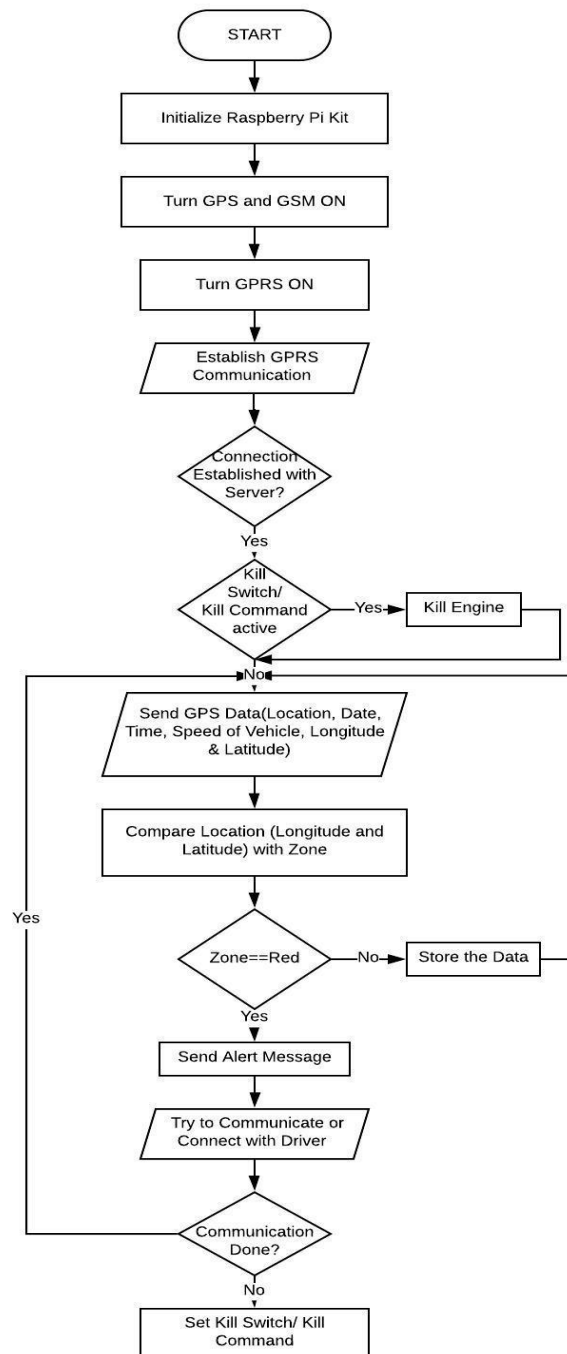 START
Initialize Raspberry Pi Kit
Turn GPS and GSM ON
Turn GPRS ON
Establish GPRS
Communication
Connection
Established with
Server?
Yes
Kill
Switch/
Kill Command
active
Yes
Kill Engine
No
Send GPS Data(Location, Date,
Time, Speed of Vehicle, Longitude
& Latitude)
Compare Location (Longitude and
Latitude) with Zone
Yes
Zone==Red
No
Store the Data
Yes
Send Alert Message
Try to Communicate or
Connect with Driver
Communication
Done?
No
Set Kill Switch/ Kill
Command